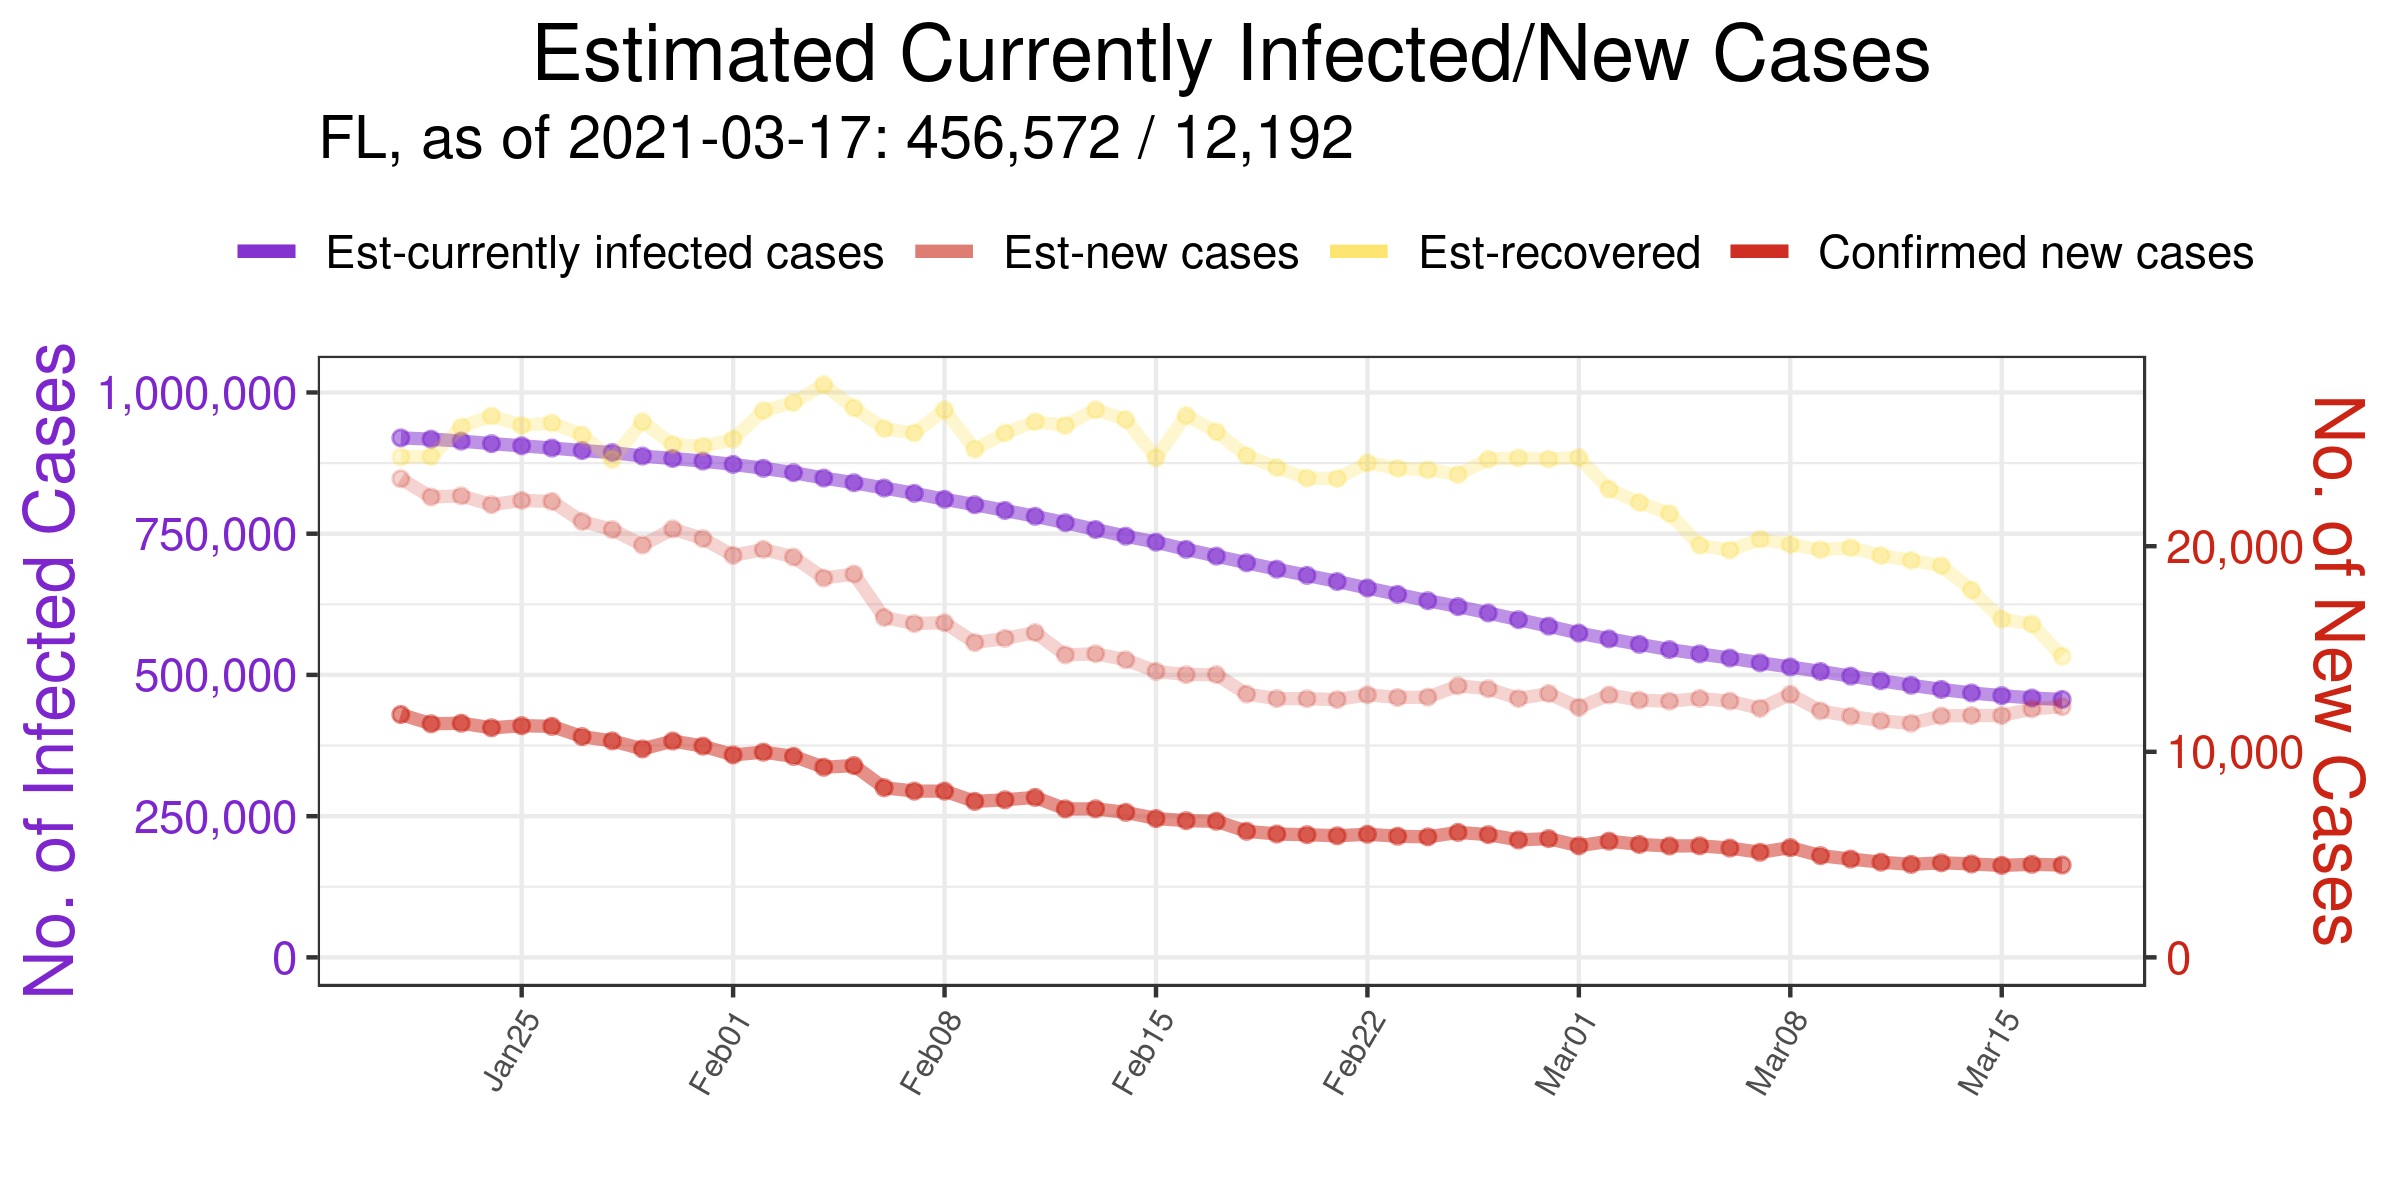 Estimated Currently Infected/New Cases
FL, as of 2021-03-17: 456,572 / 12,192
Est-currently infected cases Est-new cases Est-recovered Confirmed new cases
No. of Infected Cases
1,000,000
750,000
500,000
250,000
0
No. of New Cases
20,000
10,000
0
Jan25 Feb01 Feb08 Feb15 Feb22 Mar01 Mar08 Mar15